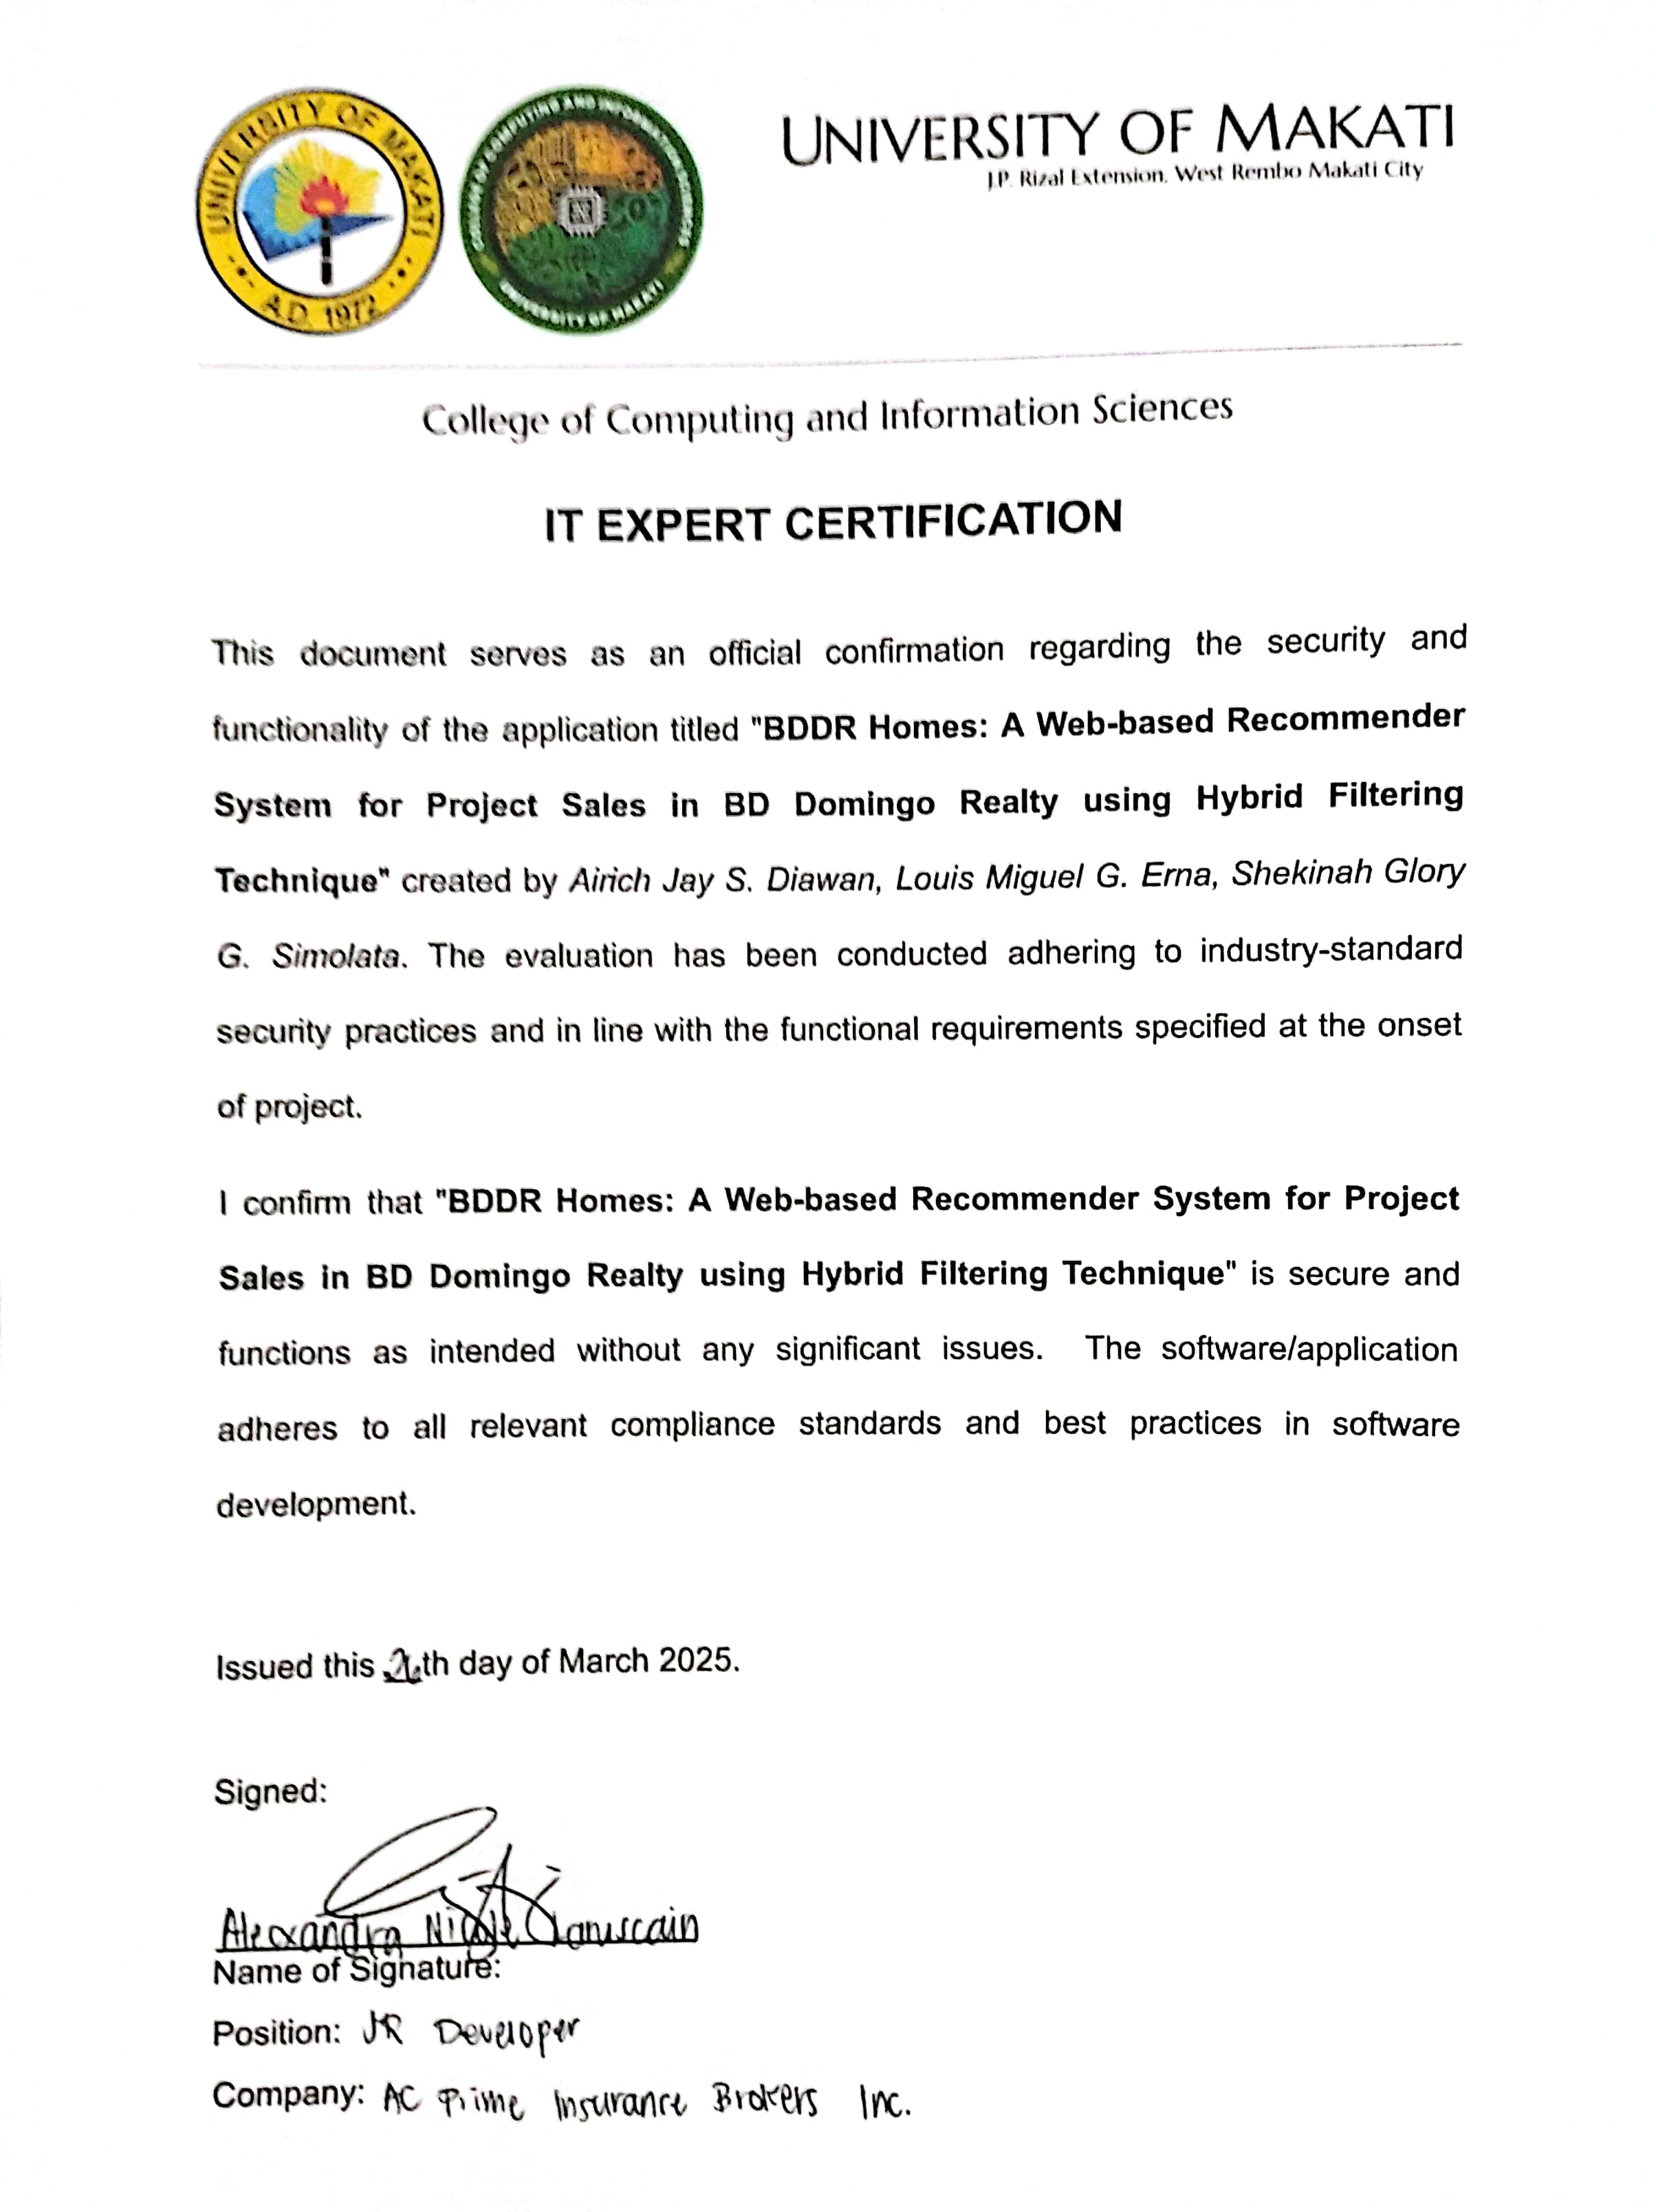 UNIVERSITY OF MAKATI
A.D. 1972
COLLEGE OF COMPUTING AND INFORMATION SCIENCES
UNIVERSITY OF MAKATI
UNIVERSITY OF MAKATI
J.P. Rizal Extension, West Rembo Makati City
College of Computing and Information Sciences
IT EXPERT CERTIFICATION
This document serves as an official confirmation regarding the security and
functionality of the application titled "BDDR Homes: A Web-based Recommender
System for Project Sales in BD Domingo Realty using Hybrid Filtering
Technique" created by Airich Jay S. Diawan, Louis Miguel G. Erna, Shekinah Glory
G. Simolata. The evaluation has been conducted adhering to industry-standard
security practices and in line with the functional requirements specified at the onset
of project.
I confirm that "BDDR Homes: A Web-based Recommender System for Project
Sales in BD Domingo Realty using Hybrid Filtering Technique" is secure and
functions as intended without any significant issues. The software/application
adheres to all relevant compliance standards and best practices in software
development.
Issued this th day of March 2025.
Signed:
Alexandra Nicole
Name of Signature:
Position: JR Developer
Company: AC Prime Insurance Brokers Inc.